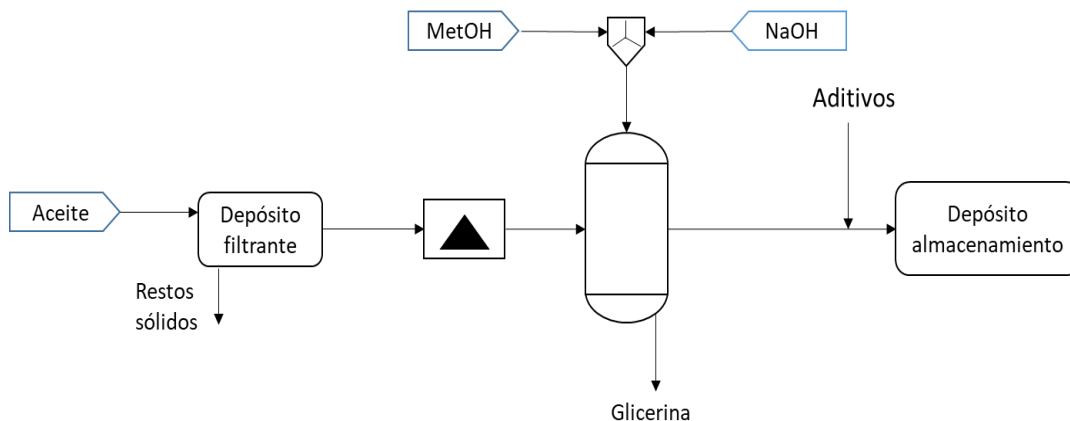 MetOH
NaOH
Aditivos
Aceite
Depósito
filtrante
Depósito
almacenamiento
Restos
sólidos
Glicerina